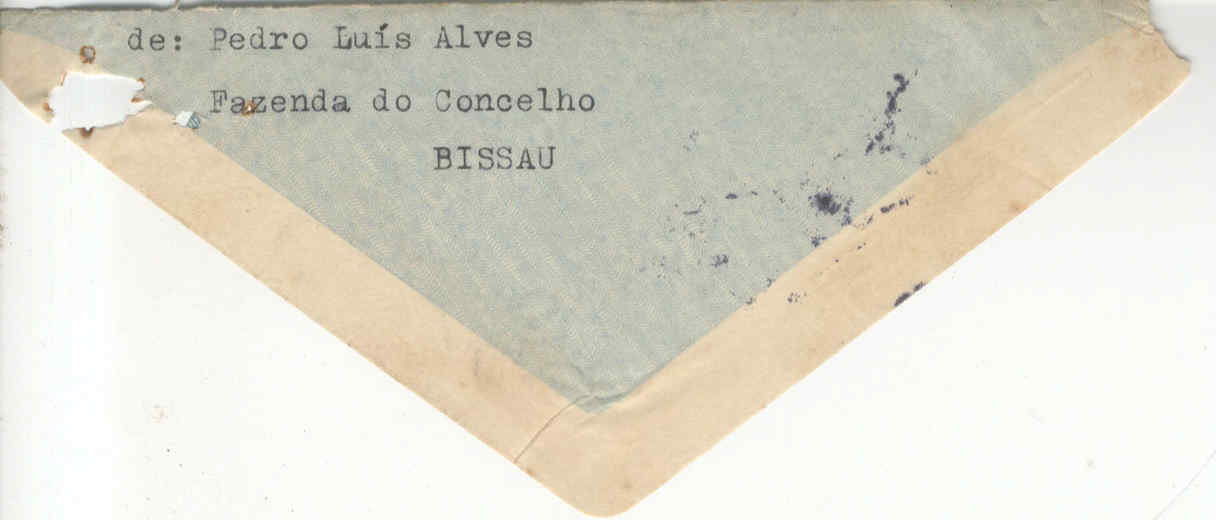 de: Pedro Luís Alves
Fazenda do Concelho
BISSAU